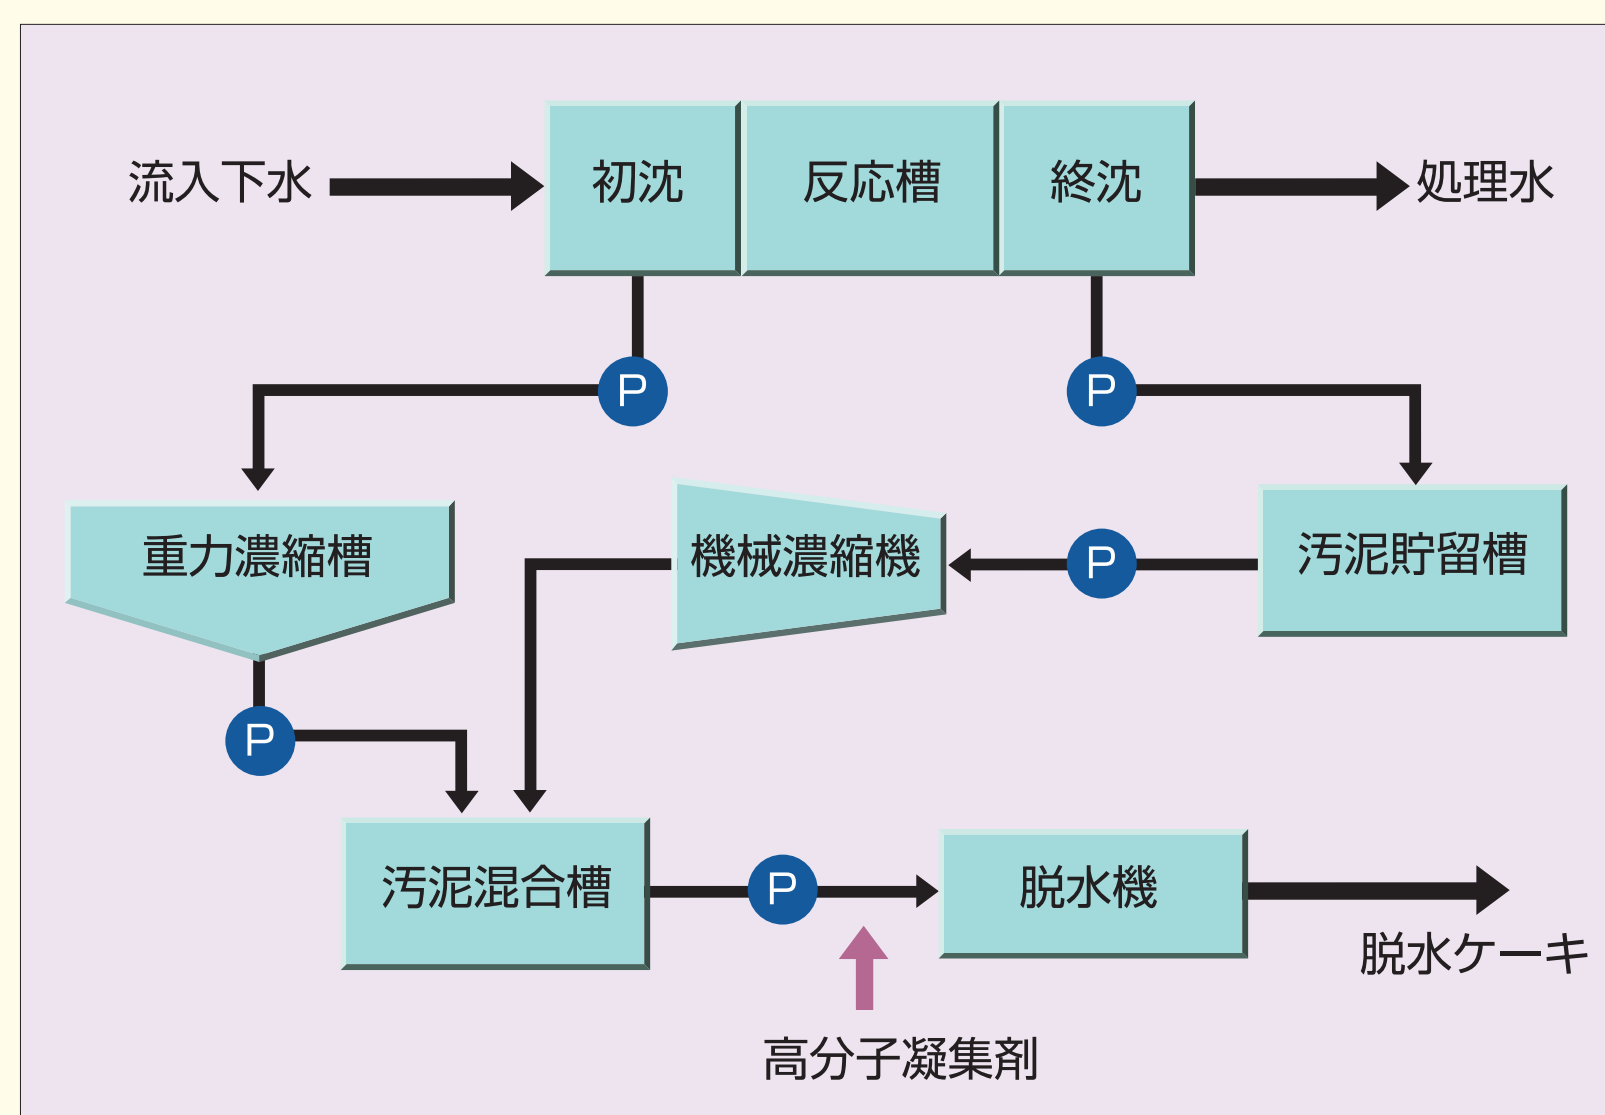 流入下水
初沈
反応槽
終沈
処理水
P
P
重力濃縮槽
機械濃縮機
P
汚泥貯留槽
P
汚泥混合槽
P
脱水機
脱水ケーキ
高分子凝集剤